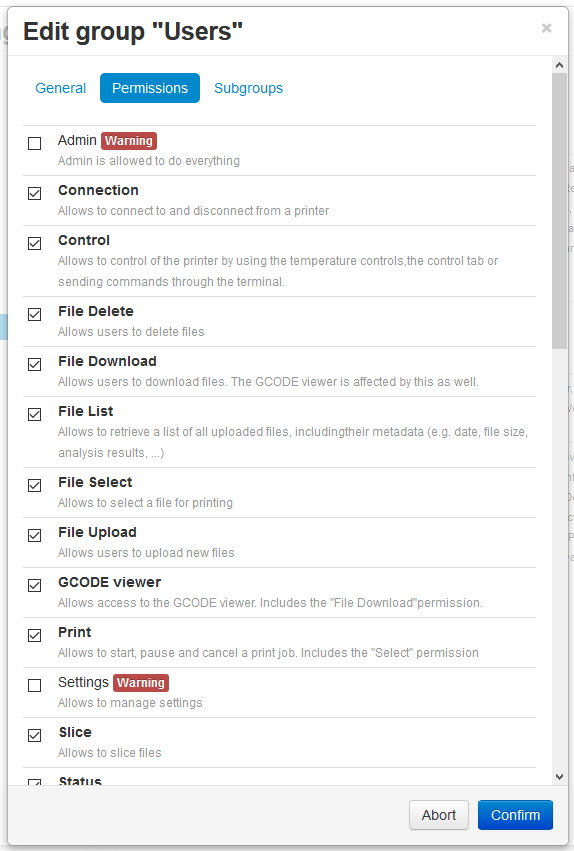 Edit group "Users"
×
General
Permissions
Subgroups
Admin Warning
Admin is allowed to do everything
Connection
Allows to connect to and disconnect from a printer
Control
Allows to control of the printer by using the temperature controls,the control tab or
sending commands through the terminal.
File Delete
Allows users to delete files
File Download
Allows users to download files. The GCODE viewer is affected by this as well.
File List
Allows to retrieve a list of all uploaded files, includingtheir metadata (e.g. date, file size,
analysis results, ...)
File Select
Allows to select a file for printing
File Upload
Allows users to upload new files
GCODE viewer
Allows access to the GCODE viewer. Includes the "File Download"permission.
Print
Allows to start, pause and cancel a print job. Includes the "Select" permission
Settings Warning
Allows to manage settings
Slice
Allows to slice files
Status
Abort
Confirm